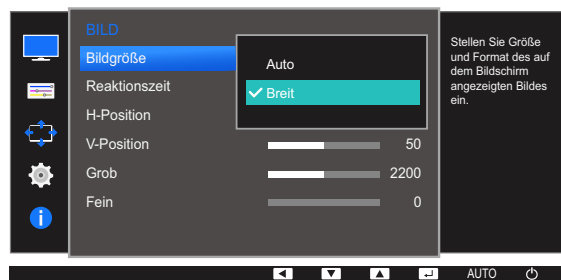 BILD
Bildgröße
Auto
Breit
Reaktionszeit
H-Position
V-Position 50
Grob 2200
Fein 0
Stellen Sie Größe
und Format des auf
dem Bildschirm
angezeigten Bildes
ein.
AUTO